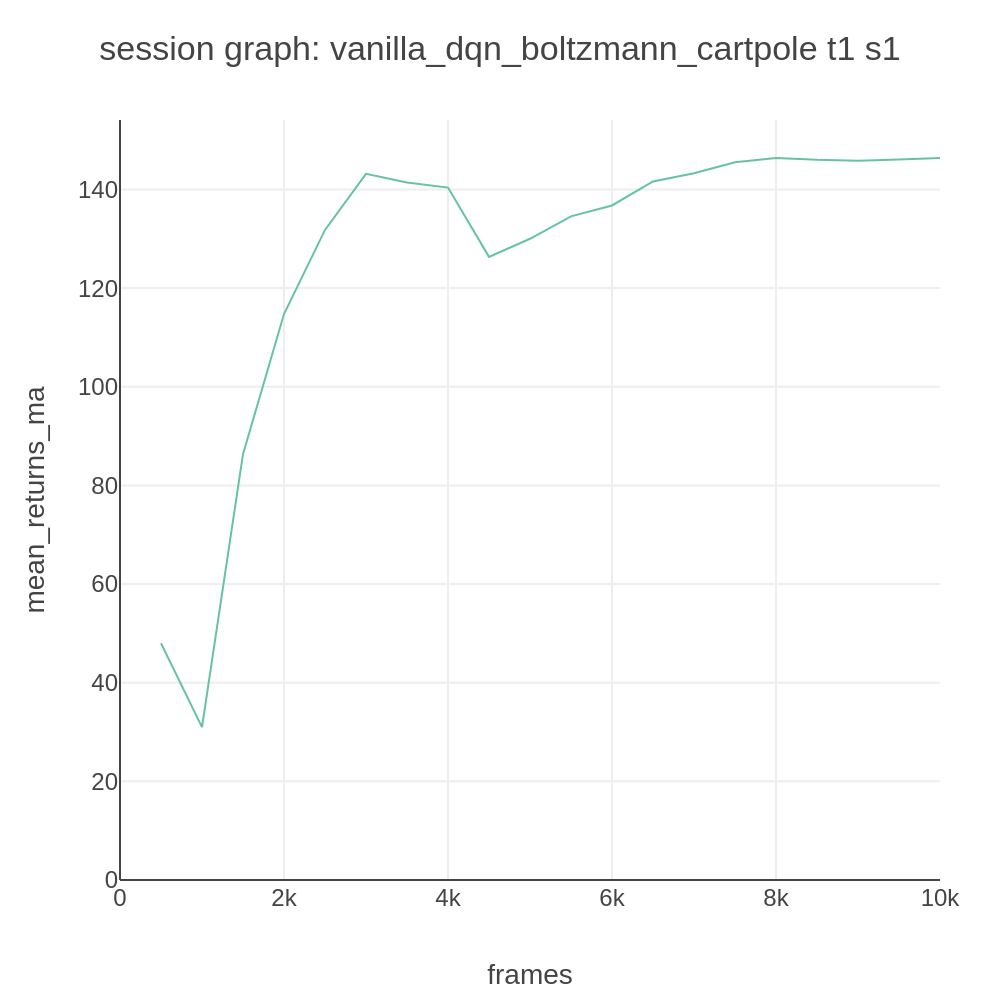 session graph: vanilla_dqn_boltzmann_cartpole t1 s1
mean_returns_ma
140
120
100
80
60
40
20
0
0
2k
4k
6k
8k
10k
frames